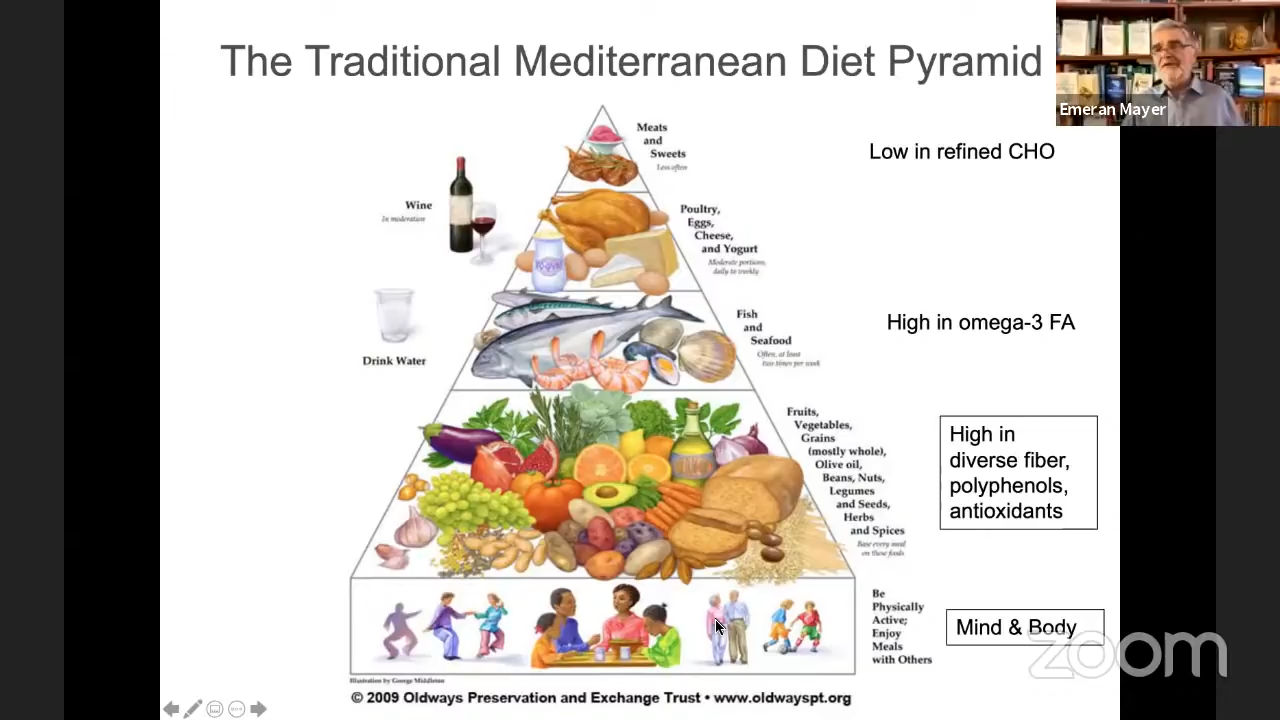 The Traditional Mediterranean Diet Pyramid
Emeran Mayer
Meats
and
Sweets
Less often
Low in refined CHO
Wine
In moderation
Poultry,
Eggs,
Cheese,
and Yogurt
Moderate portions,
daily to weekly
Drink Water
Fish
and
Seafood
Often, at least
two times per week
High in omega-3 FA
Fruits,
Vegetables,
Grains
(mostly whole),
Olive oil,
Beans, Nuts,
Legumes
and Seeds,
Herbs
and Spices
Base every meal
on these foods
High in
diverse fiber,
polyphenols,
antioxidants
Be
Physically
Active;
Enjoy
Meals
with Others
Mind & Body
zoom
Illustration by George Middleton
© 2009 Oldways Preservation and Exchange Trust • www.oldwayspt.org